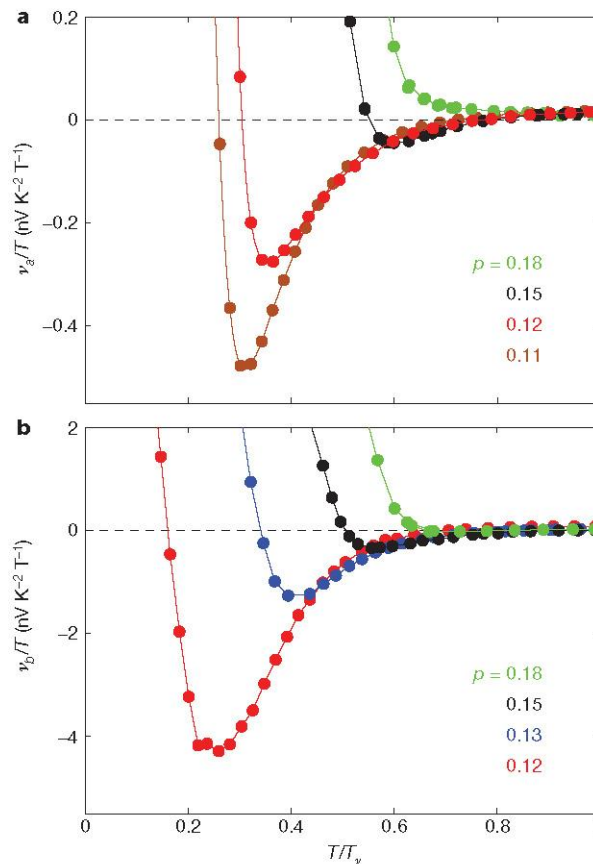 a
0.2
0
−0.2
−0.4
νa/T (nV K−2 T−1)
p = 0.18
0.15
0.12
0.11
b
2
0
−2
−4
νb/T (nV K−2 T−1)
p = 0.18
0.15
0.13
0.12
0 0.2 0.4 0.6 0.8
T/Tν